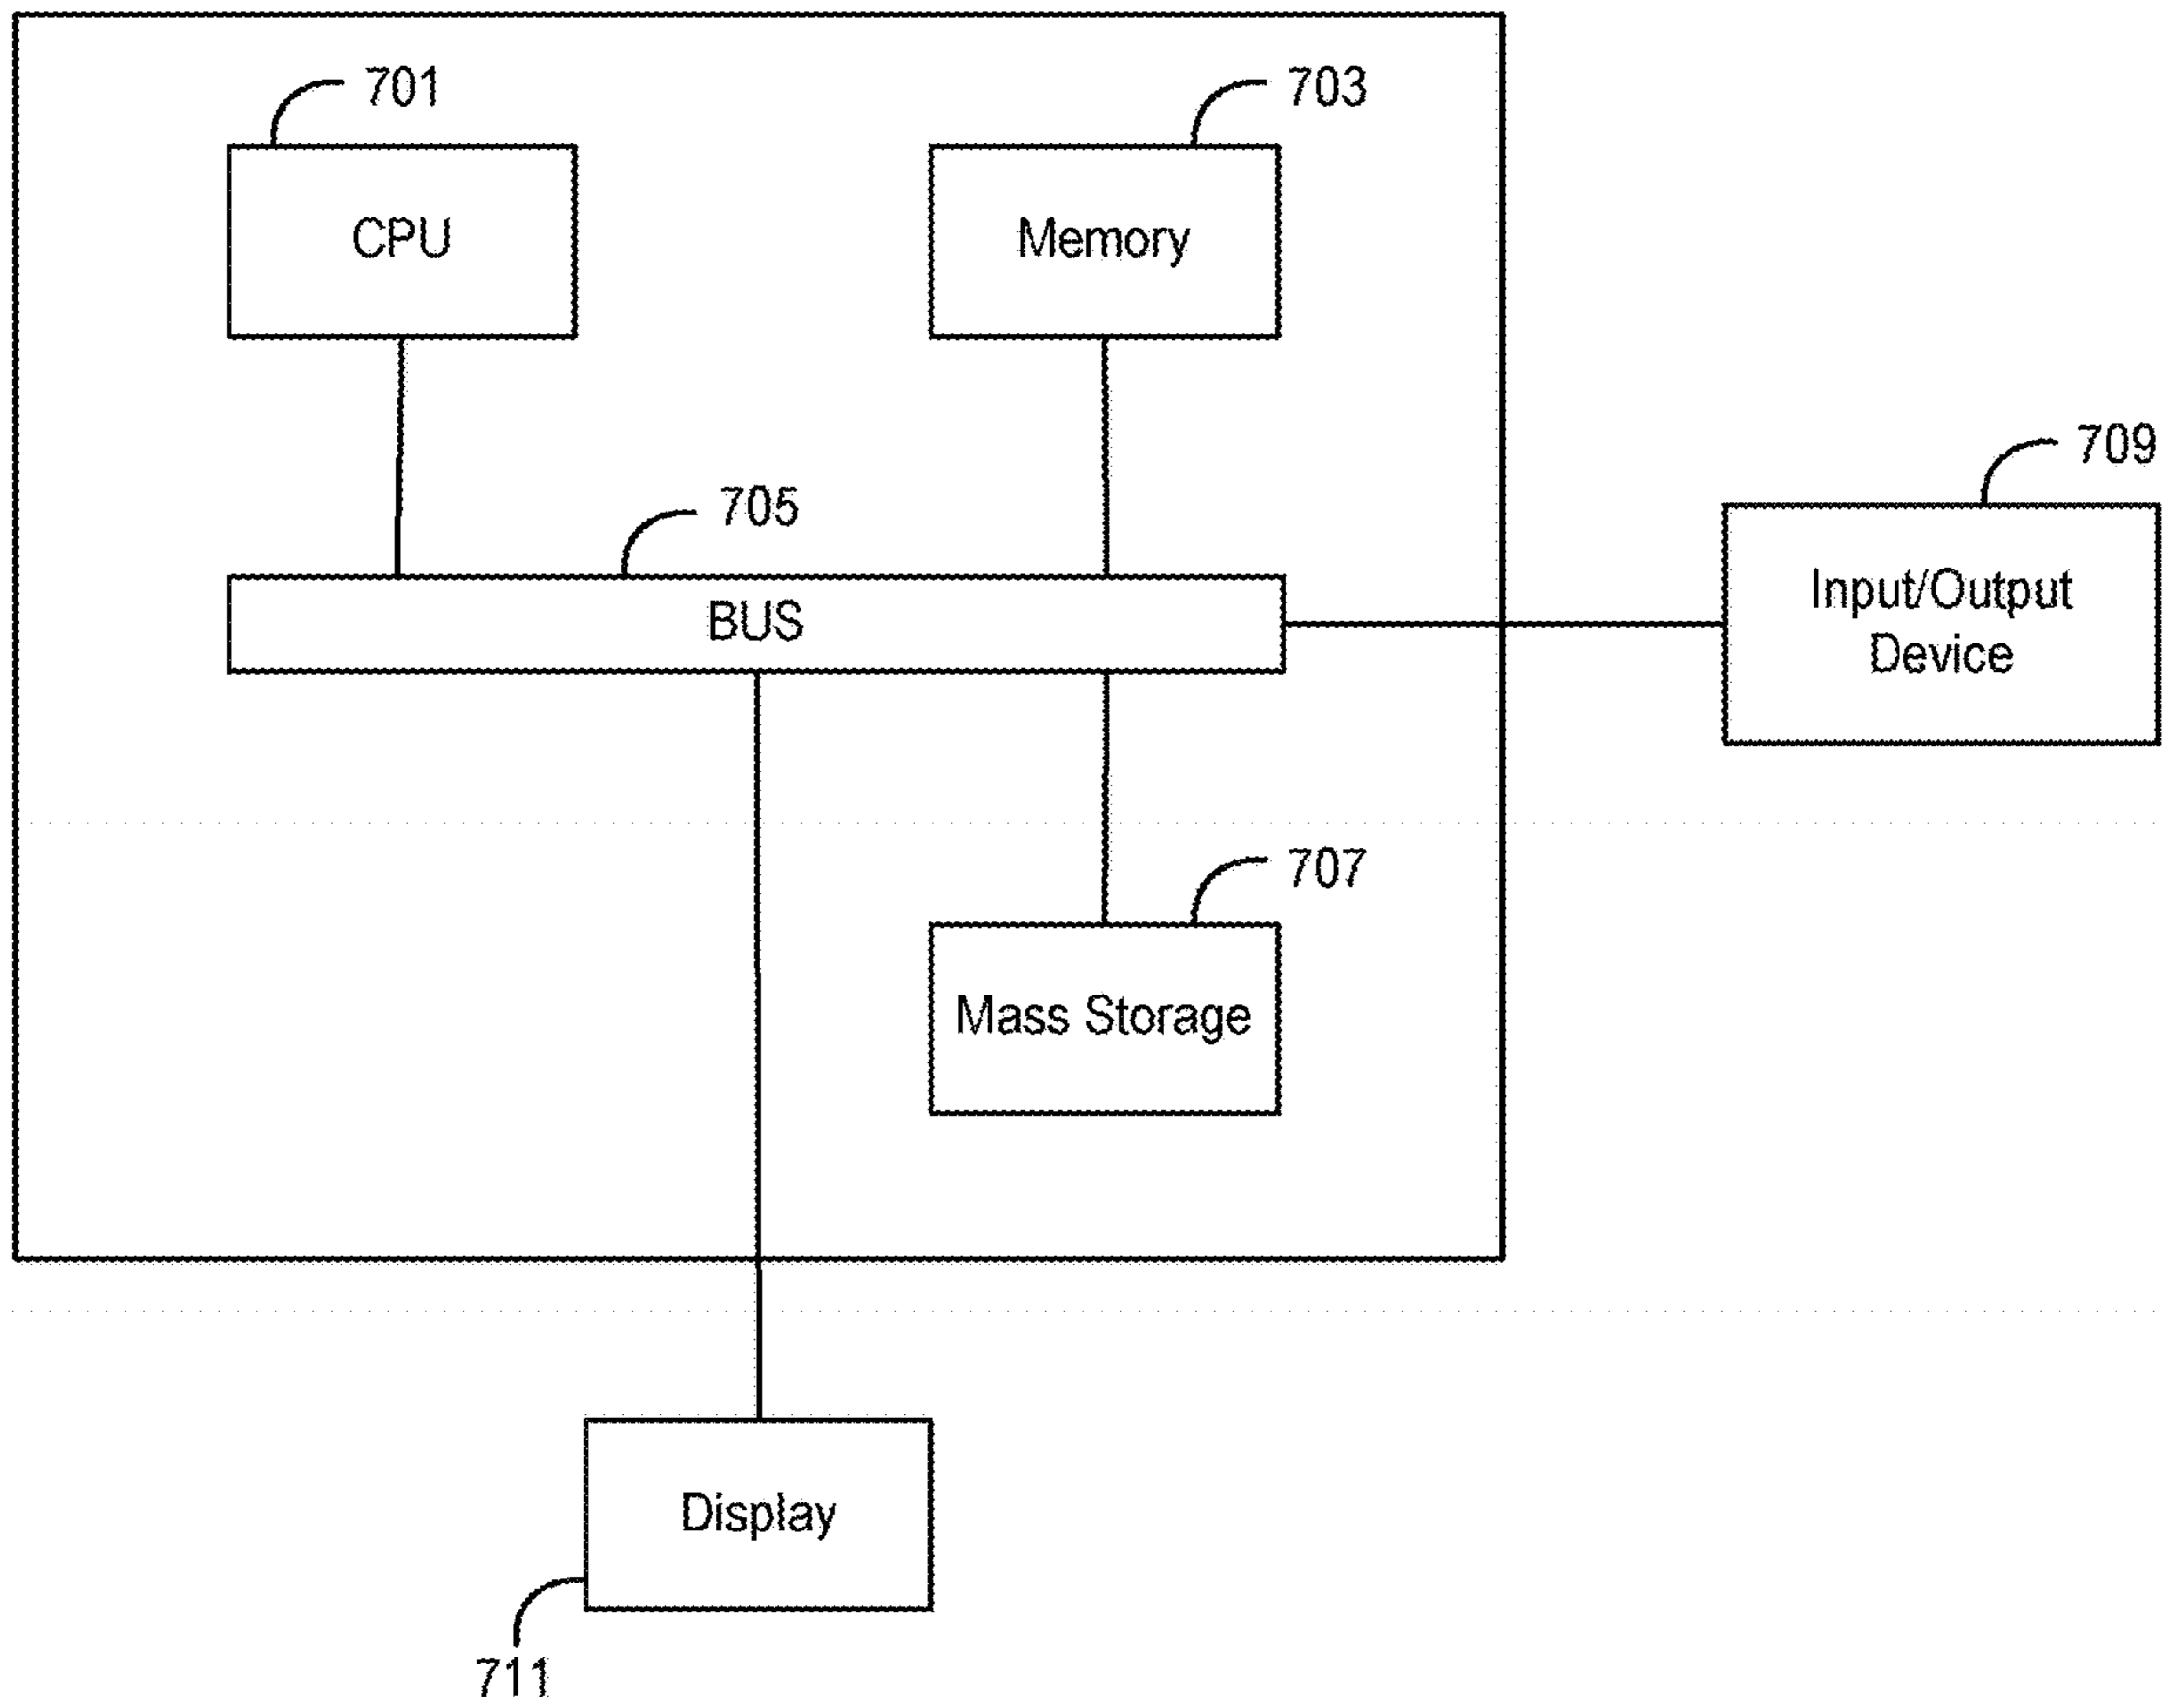 701
703
CPU
Memory
709
705
Input/Output
Device
BUS
707
Mass Storage
Display
711